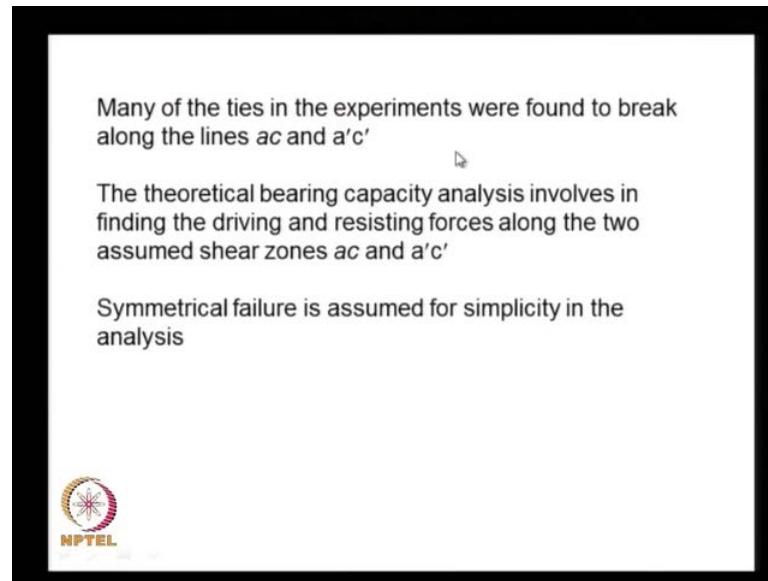 Many of the ties in the experiments were found to break
along the lines ac and a′c′
The theoretical bearing capacity analysis involves in
finding the driving and resisting forces along the two
assumed shear zones ac and a′c′
Symmetrical failure is assumed for simplicity in the
analysis
NPTEL